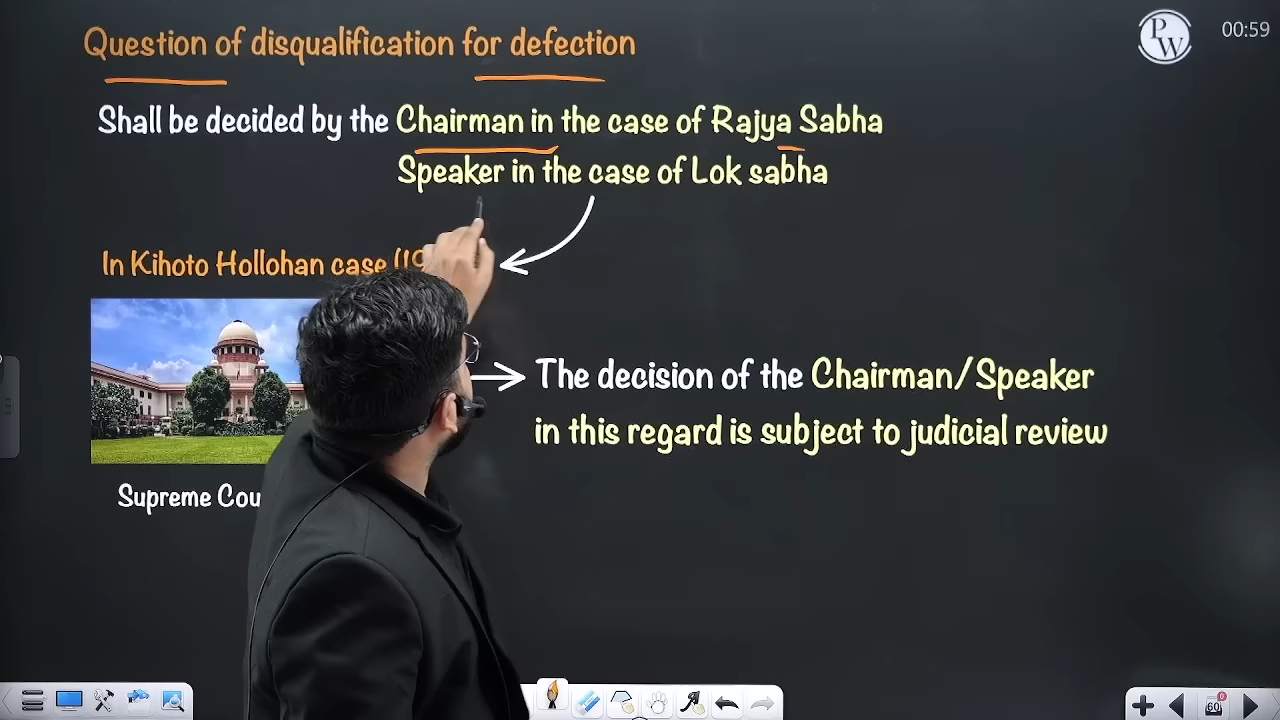 Question of disqualification for defection
PW
00:59
Shall be decided by the Chairman in the case of Rajya Sabha
Speaker in the case of Lok sabha
In Kihoto Hollohan case
The decision of the Chairman/Speaker
in this regard is subject to judicial review
Supreme
60